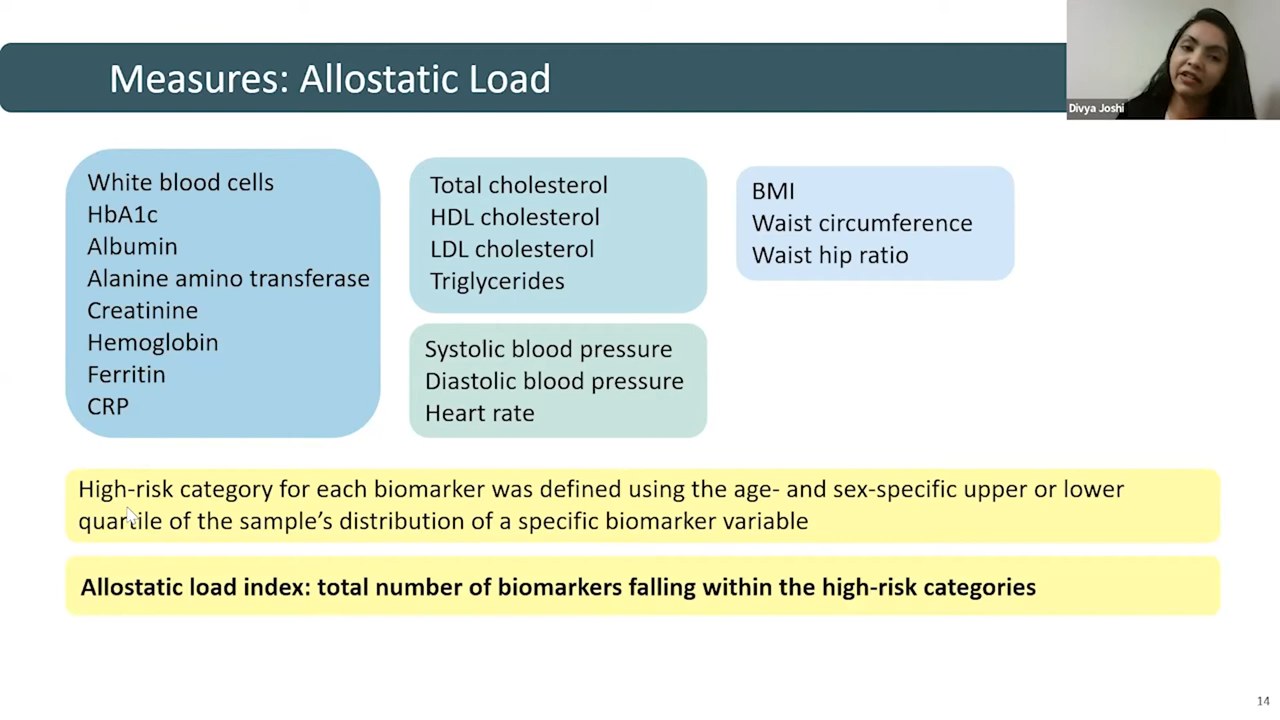 Measures: Allostatic Load
Divya Joshi
White blood cells
HbA1c
Albumin
Alanine amino transferase
Creatinine
Hemoglobin
Ferritin
CRP
Total cholesterol
HDL cholesterol
LDL cholesterol
Triglycerides
Systolic blood pressure
Diastolic blood pressure
Heart rate
BMI
Waist circumference
Waist hip ratio
High-risk category for each biomarker was defined using the age- and sex-specific upper or lower
quartile of the sample’s distribution of a specific biomarker variable
Allostatic load index: total number of biomarkers falling within the high-risk categories
14